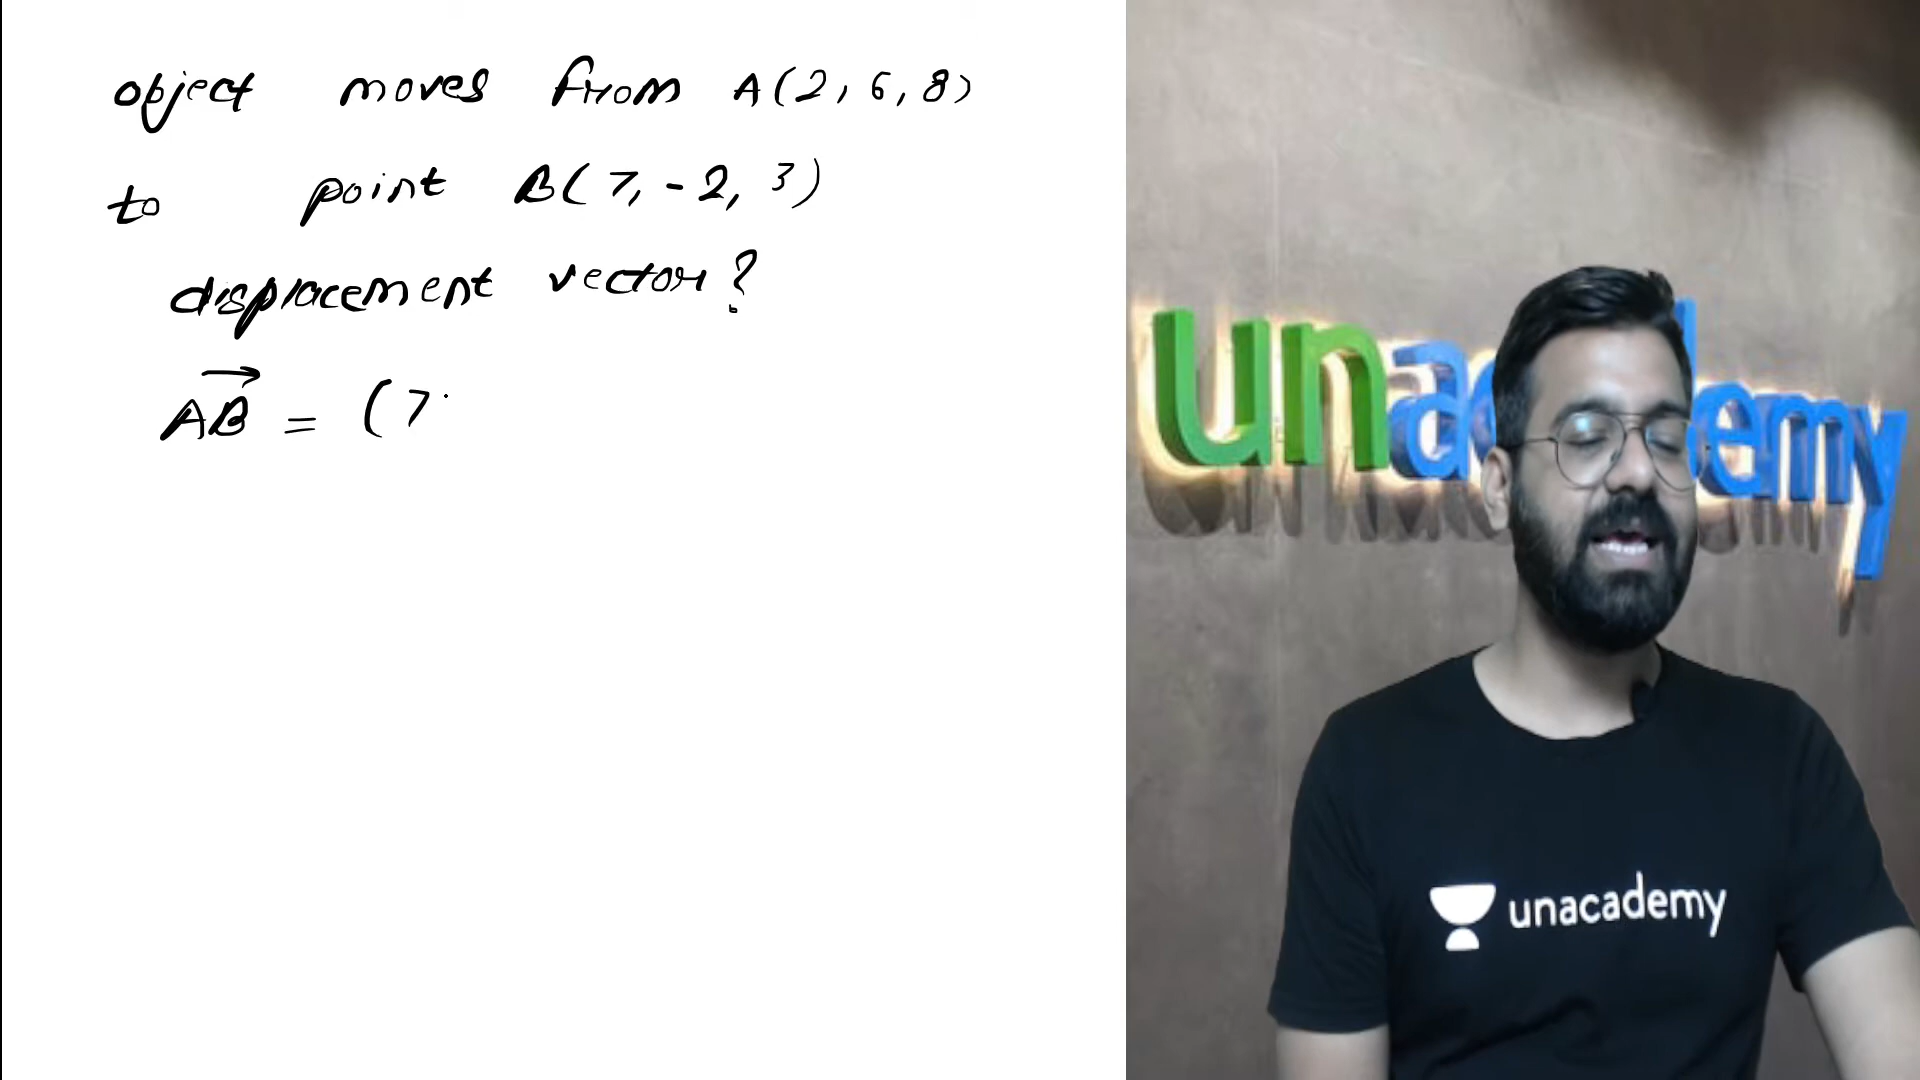 object moves from A(2, 6, 8)
to point B(7, -2, 3)
displacement vector?
AB = (7
unacademy
unacademy